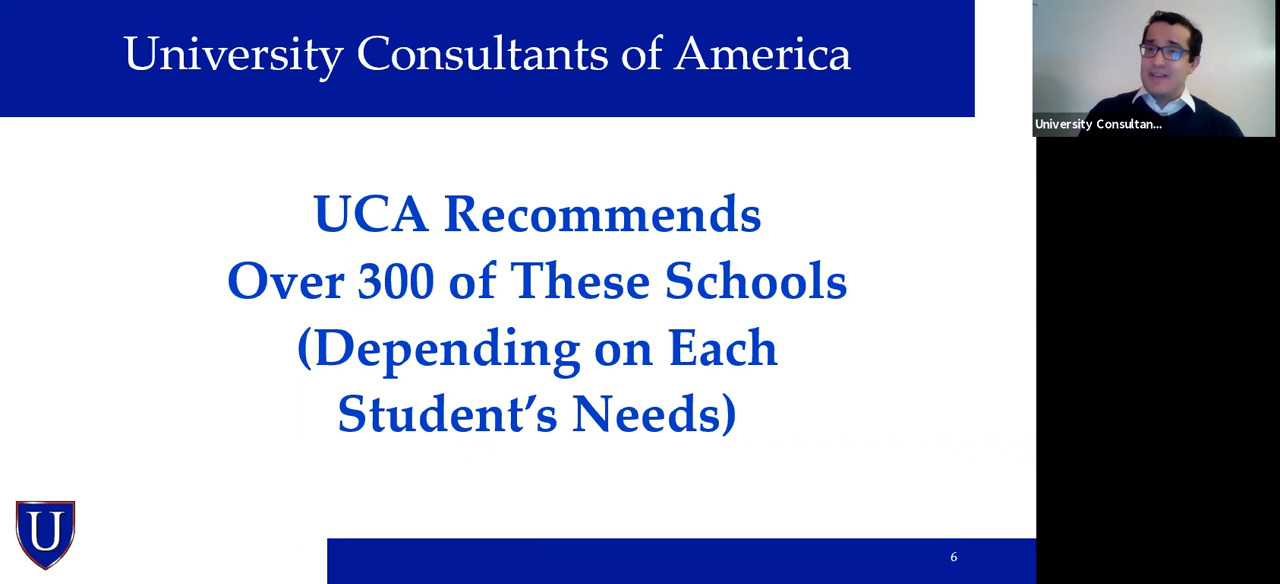 University Consultants of America
University Consultan...
UCA Recommends
Over 300 of These Schools
(Depending on Each
Student’s Needs)
U
6